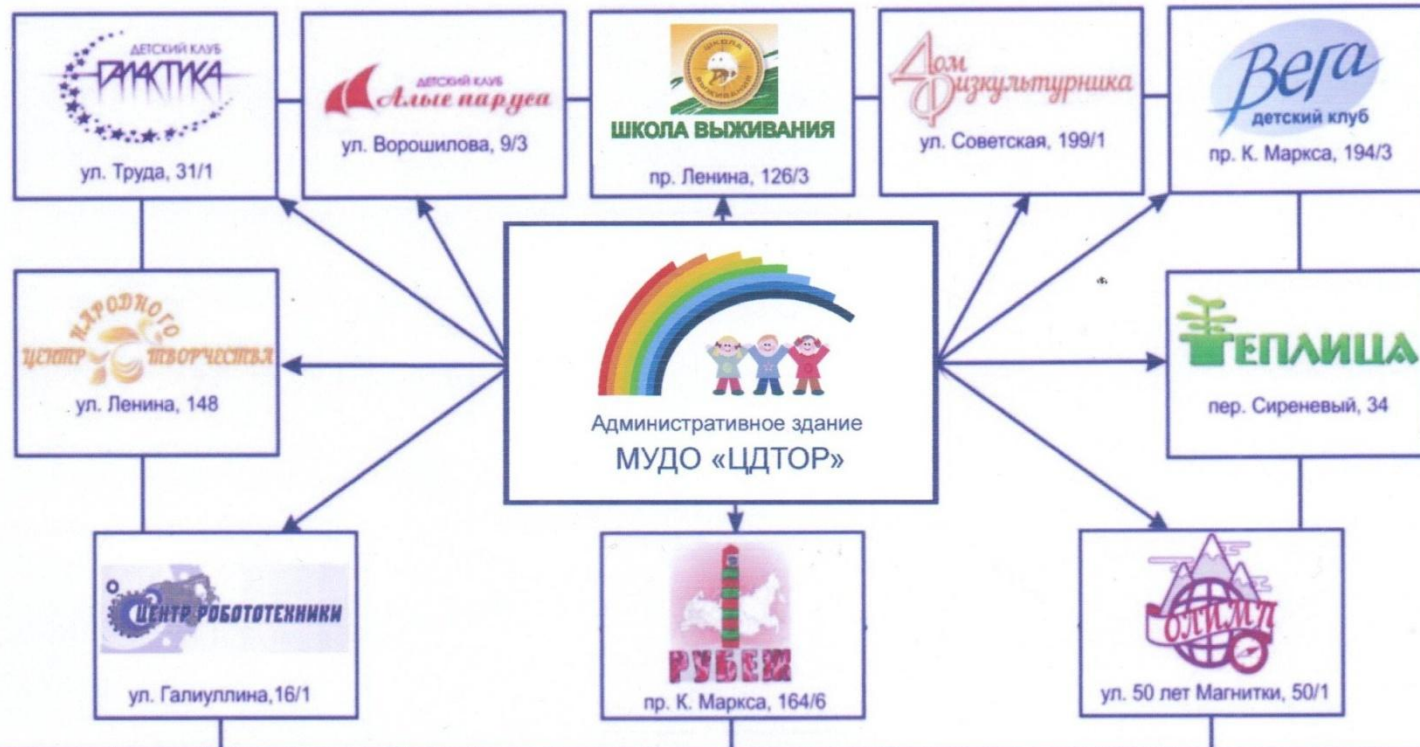 ДЕТСКИЙ КЛУБ
ГАЛАКТИКА
ул. Труда, 31/1
ДЕТСКИЙ КЛУБ
Алые паруса
ул. Ворошилова, 9/3
ШКОЛА
ВЫЖИВАНИЯ
ШКОЛА ВЫЖИВАНИЯ
пр. Ленина, 126/3
Дом
Физкультурника
ул. Советская, 199/1
Вега
детский клуб
пр. К. Маркса, 194/3
ЦЕНТР НАРОДНОГО ТВОРЧЕСТВА
ул. Ленина, 148
Административное здание
МУДО «ЦДТОР»
ТЕПЛИЦА
пер. Сиреневый, 34
ЦЕНТР РОБОТОТЕХНИКИ
ул. Галиуллина,16/1
РУБЕЖ
пр. К. Маркса, 164/6
ОЛИМП
ул. 50 лет Магнитки, 50/1